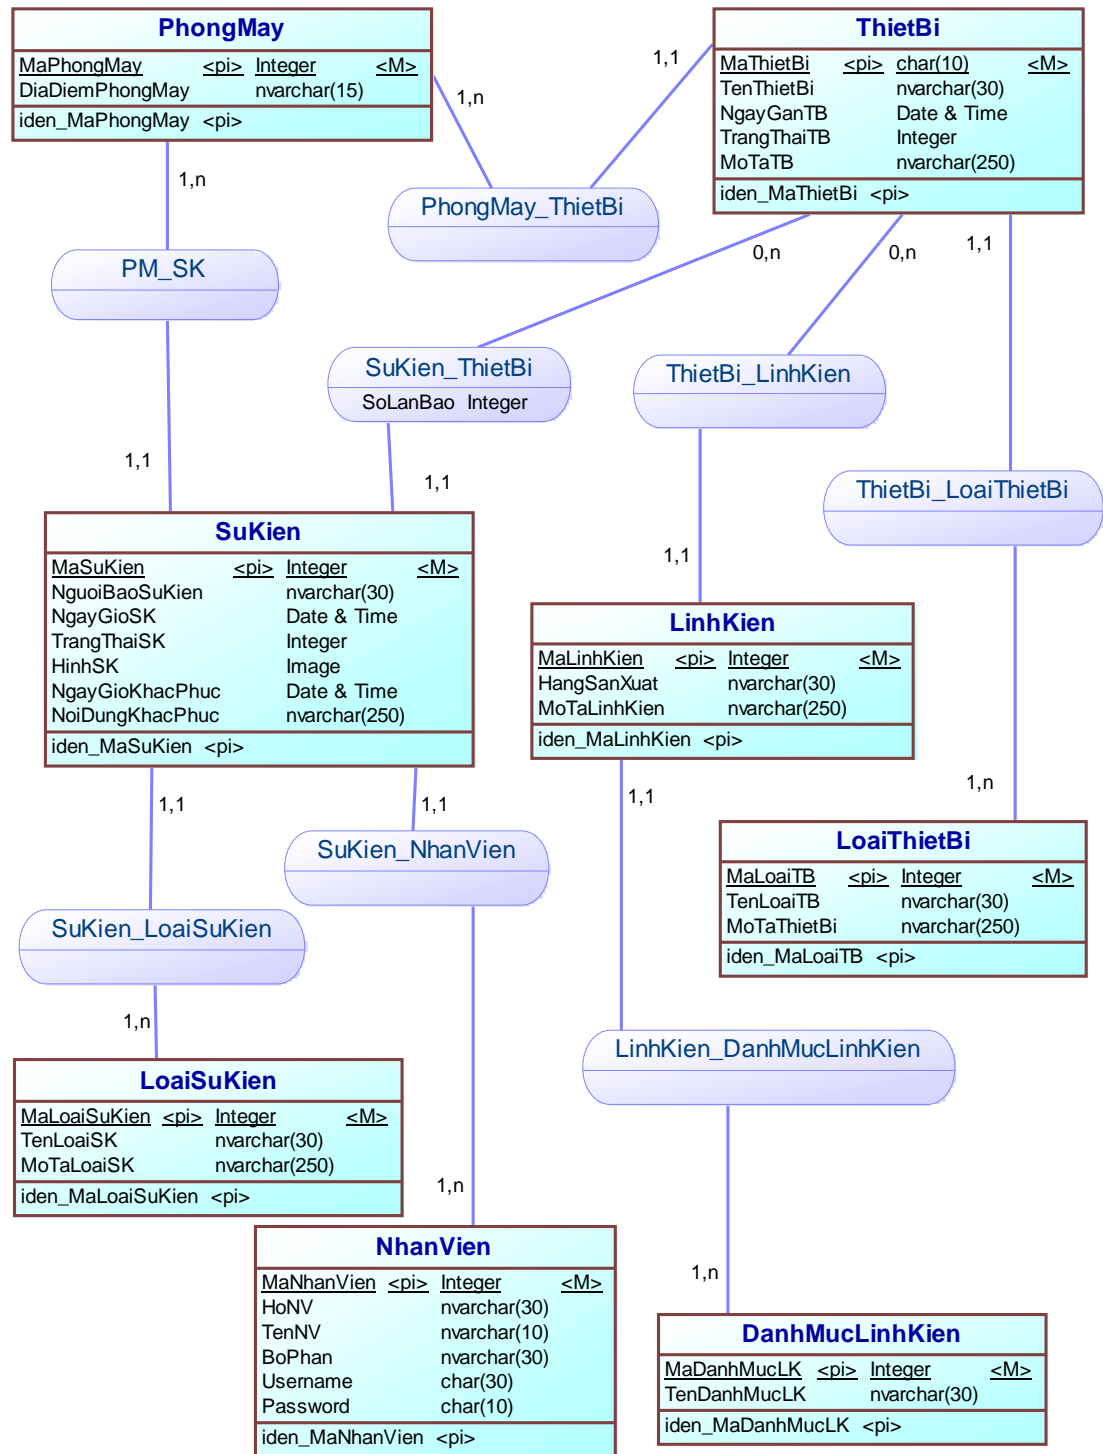 PhongMay
MaPhongMay <pi> Integer <M>
DiaDiemPhongMay nvarchar(15)
iden_MaPhongMay <pi>
ThietBi
MaThietBi <pi> char(10) <M>
TenThietBi nvarchar(30)
NgayGanTB Date & Time
TrangThaiTB Integer
MoTaTB nvarchar(250)
iden_MaThietBi <pi>
1,1
1,n
1,n
PhongMay_ThietBi
0,n
0,n
1,1
PM_SK
SuKien_ThietBi
SoLanBao Integer
ThietBi_LinhKien
1,1
1,1
ThietBi_LoaiThietBi
1,1
SuKien
MaSuKien <pi> Integer <M>
NguoiBaoSuKien nvarchar(30)
NgayGioSK Date & Time
TrangThaiSK Integer
HinhSK Image
NgayGioKhacPhuc Date & Time
NoiDungKhacPhuc nvarchar(250)
iden_MaSuKien <pi>
LinhKien
MaLinhKien <pi> Integer <M>
HangSanXuat nvarchar(30)
MoTaLinhKien nvarchar(250)
iden_MaLinhKien <pi>
1,1
1,1
1,1
1,n
SuKien_NhanVien
LoaiThietBi
MaLoaiTB <pi> Integer <M>
TenLoaiTB nvarchar(30)
MoTaThietBi nvarchar(250)
iden_MaLoaiTB <pi>
SuKien_LoaiSuKien
1,n
LinhKien_DanhMucLinhKien
LoaiSuKien
MaLoaiSuKien <pi> Integer <M>
TenLoaiSK nvarchar(30)
MoTaLoaiSK nvarchar(250)
iden_MaLoaiSuKien <pi>
1,n
NhanVien
MaNhanVien <pi> Integer <M>
HoNV nvarchar(30)
TenNV nvarchar(10)
BoPhan nvarchar(30)
Username char(30)
Password char(10)
iden_MaNhanVien <pi>
1,n
DanhMucLinhKien
MaDanhMucLK <pi> Integer <M>
TenDanhMucLK nvarchar(30)
iden_MaDanhMucLK <pi>